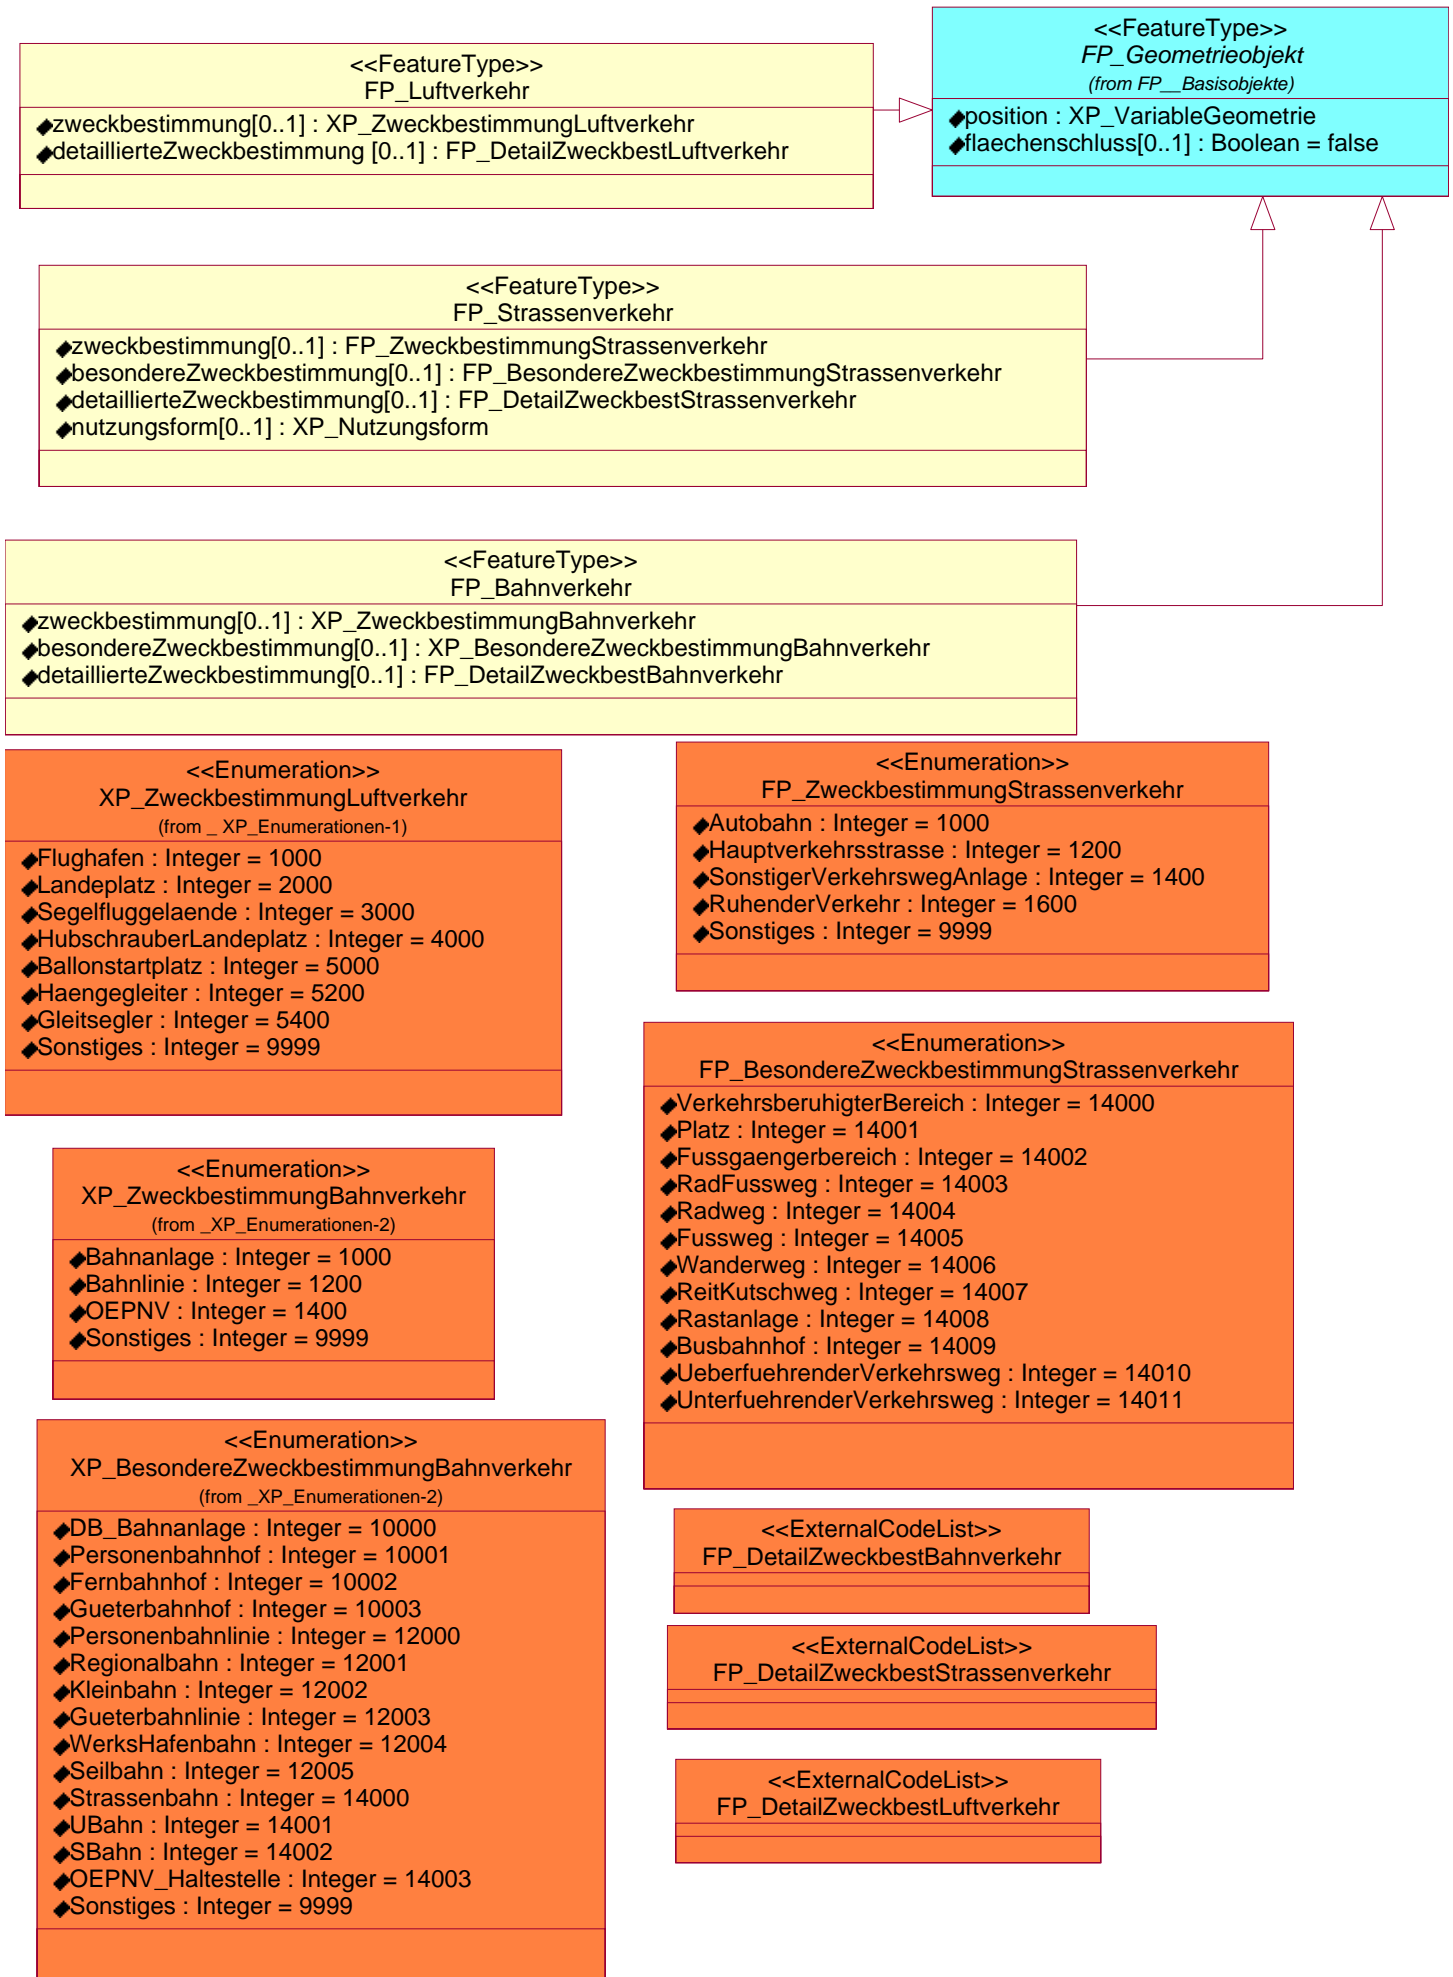 <<FeatureType>>
FP_Geometrieobjekt
(from FP__Basisobjekte)
position : XP_VariableGeometrie
flaechenschluss[0..1] : Boolean = false
<<FeatureType>>
FP_Luftverkehr
zweckbestimmung[0..1] : XP_ZweckbestimmungLuftverkehr
detaillierteZweckbestimmung [0..1] : FP_DetailZweckbestLuftverkehr
<<FeatureType>>
FP_Strassenverkehr
zweckbestimmung[0..1] : FP_ZweckbestimmungStrassenverkehr
besondereZweckbestimmung[0..1] : FP_BesondereZweckbestimmungStrassenverkehr
detaillierteZweckbestimmung[0..1] : FP_DetailZweckbestStrassenverkehr
nutzungsform[0..1] : XP_Nutzungsform
<<FeatureType>>
FP_Bahnverkehr
zweckbestimmung[0..1] : XP_ZweckbestimmungBahnverkehr
besondereZweckbestimmung[0..1] : XP_BesondereZweckbestimmungBahnverkehr
detaillierteZweckbestimmung[0..1] : FP_DetailZweckbestBahnverkehr
<<Enumeration>>
XP_ZweckbestimmungLuftverkehr
(from _ XP_Enumerationen-1)
Flughafen : Integer = 1000
Landeplatz : Integer = 2000
Segelfluggelaende : Integer = 3000
HubschrauberLandeplatz : Integer = 4000
Ballonstartplatz : Integer = 5000
Haengegleiter : Integer = 5200
Gleitsegler : Integer = 5400
Sonstiges : Integer = 9999
<<Enumeration>>
XP_ZweckbestimmungBahnverkehr
(from _XP_Enumerationen-2)
Bahnanlage : Integer = 1000
Bahnlinie : Integer = 1200
OEPNV : Integer = 1400
Sonstiges : Integer = 9999
<<Enumeration>>
XP_BesondereZweckbestimmungBahnverkehr
(from _XP_Enumerationen-2)
DB_Bahnanlage : Integer = 10000
Personenbahnhof : Integer = 10001
Fernbahnhof : Integer = 10002
Gueterbahnhof : Integer = 10003
Personenbahnlinie : Integer = 12000
Regionalbahn : Integer = 12001
Kleinbahn : Integer = 12002
Gueterbahnlinie : Integer = 12003
WerksHafenbahn : Integer = 12004
Seilbahn : Integer = 12005
Strassenbahn : Integer = 14000
UBahn : Integer = 14001
SBahn : Integer = 14002
OEPNV_Haltestelle : Integer = 14003
Sonstiges : Integer = 9999
<<Enumeration>>
FP_ZweckbestimmungStrassenverkehr
Autobahn : Integer = 1000
Hauptverkehrsstrasse : Integer = 1200
SonstigerVerkehrswegAnlage : Integer = 1400
RuhenderVerkehr : Integer = 1600
Sonstiges : Integer = 9999
<<Enumeration>>
FP_BesondereZweckbestimmungStrassenverkehr
VerkehrsberuhigterBereich : Integer = 14000
Platz : Integer = 14001
Fussgaengerbereich : Integer = 14002
RadFussweg : Integer = 14003
Radweg : Integer = 14004
Fussweg : Integer = 14005
Wanderweg : Integer = 14006
ReitKutschweg : Integer = 14007
Rastanlage : Integer = 14008
Busbahnhof : Integer = 14009
UeberfuehrenderVerkehrsweg : Integer = 14010
UnterfuehrenderVerkehrsweg : Integer = 14011
<<ExternalCodeList>>
FP_DetailZweckbestBahnverkehr
<<ExternalCodeList>>
FP_DetailZweckbestStrassenverkehr
<<ExternalCodeList>>
FP_DetailZweckbestLuftverkehr